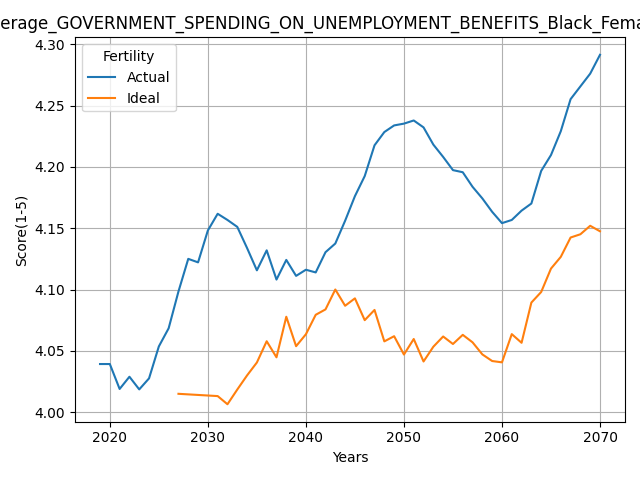 erage_GOVERNMENT_SPENDING_ON_UNEMPLOYMENT_BENEFITS_Black_Fema
4.30
4.25
4.20
4.15
4.10
4.05
4.00
Score(1-5)
Fertility
Actual
Ideal
2020 2030 2040 2050 2060 2070
Years